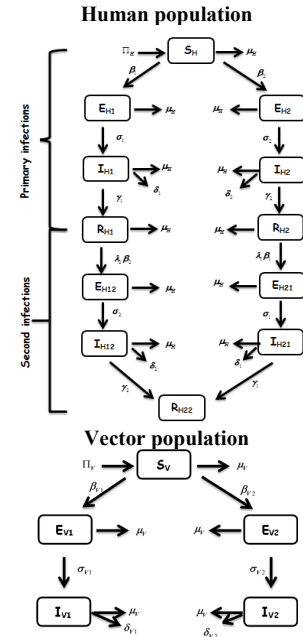 Human population
Π_H S_H μ_H
β_1 β_2
E_H1 μ_H μ_H E_H2
σ_1 σ_2
I_H1 μ_H μ_H I_H2
δ_1 δ_2
γ_1 γ_2
R_H1 μ_H μ_H R_H2
λ_2 β_2 β_1
E_H12 μ_H μ_H E_H21
σ_2 σ_1
I_H12 μ_H μ_H I_H21
δ_2 δ_1
γ_2 γ_1
R_H22
Primary infections
Second infections
Vector population
Π_V S_V μ_V
β_V1 β_V2
E_V1 μ_V μ_V E_V2
σ_V1 σ_V2
I_V1 μ_V μ_V I_V2
δ_V1 δ_V2